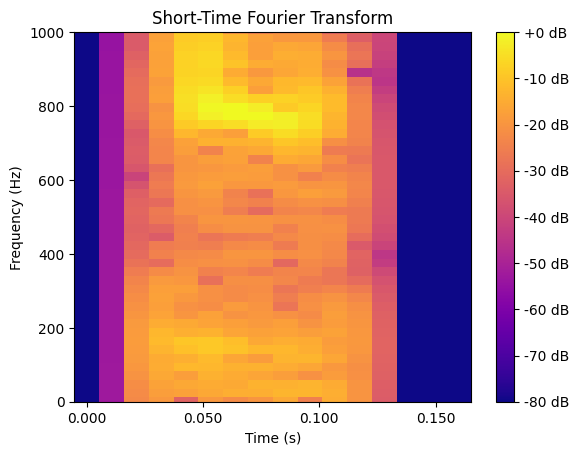 Short-Time Fourier Transform
1000
800
600
400
200
0
Frequency (Hz)
0.000
0.050
0.100
0.150
Time (s)
+0 dB
-10 dB
-20 dB
-30 dB
-40 dB
-50 dB
-60 dB
-70 dB
-80 dB